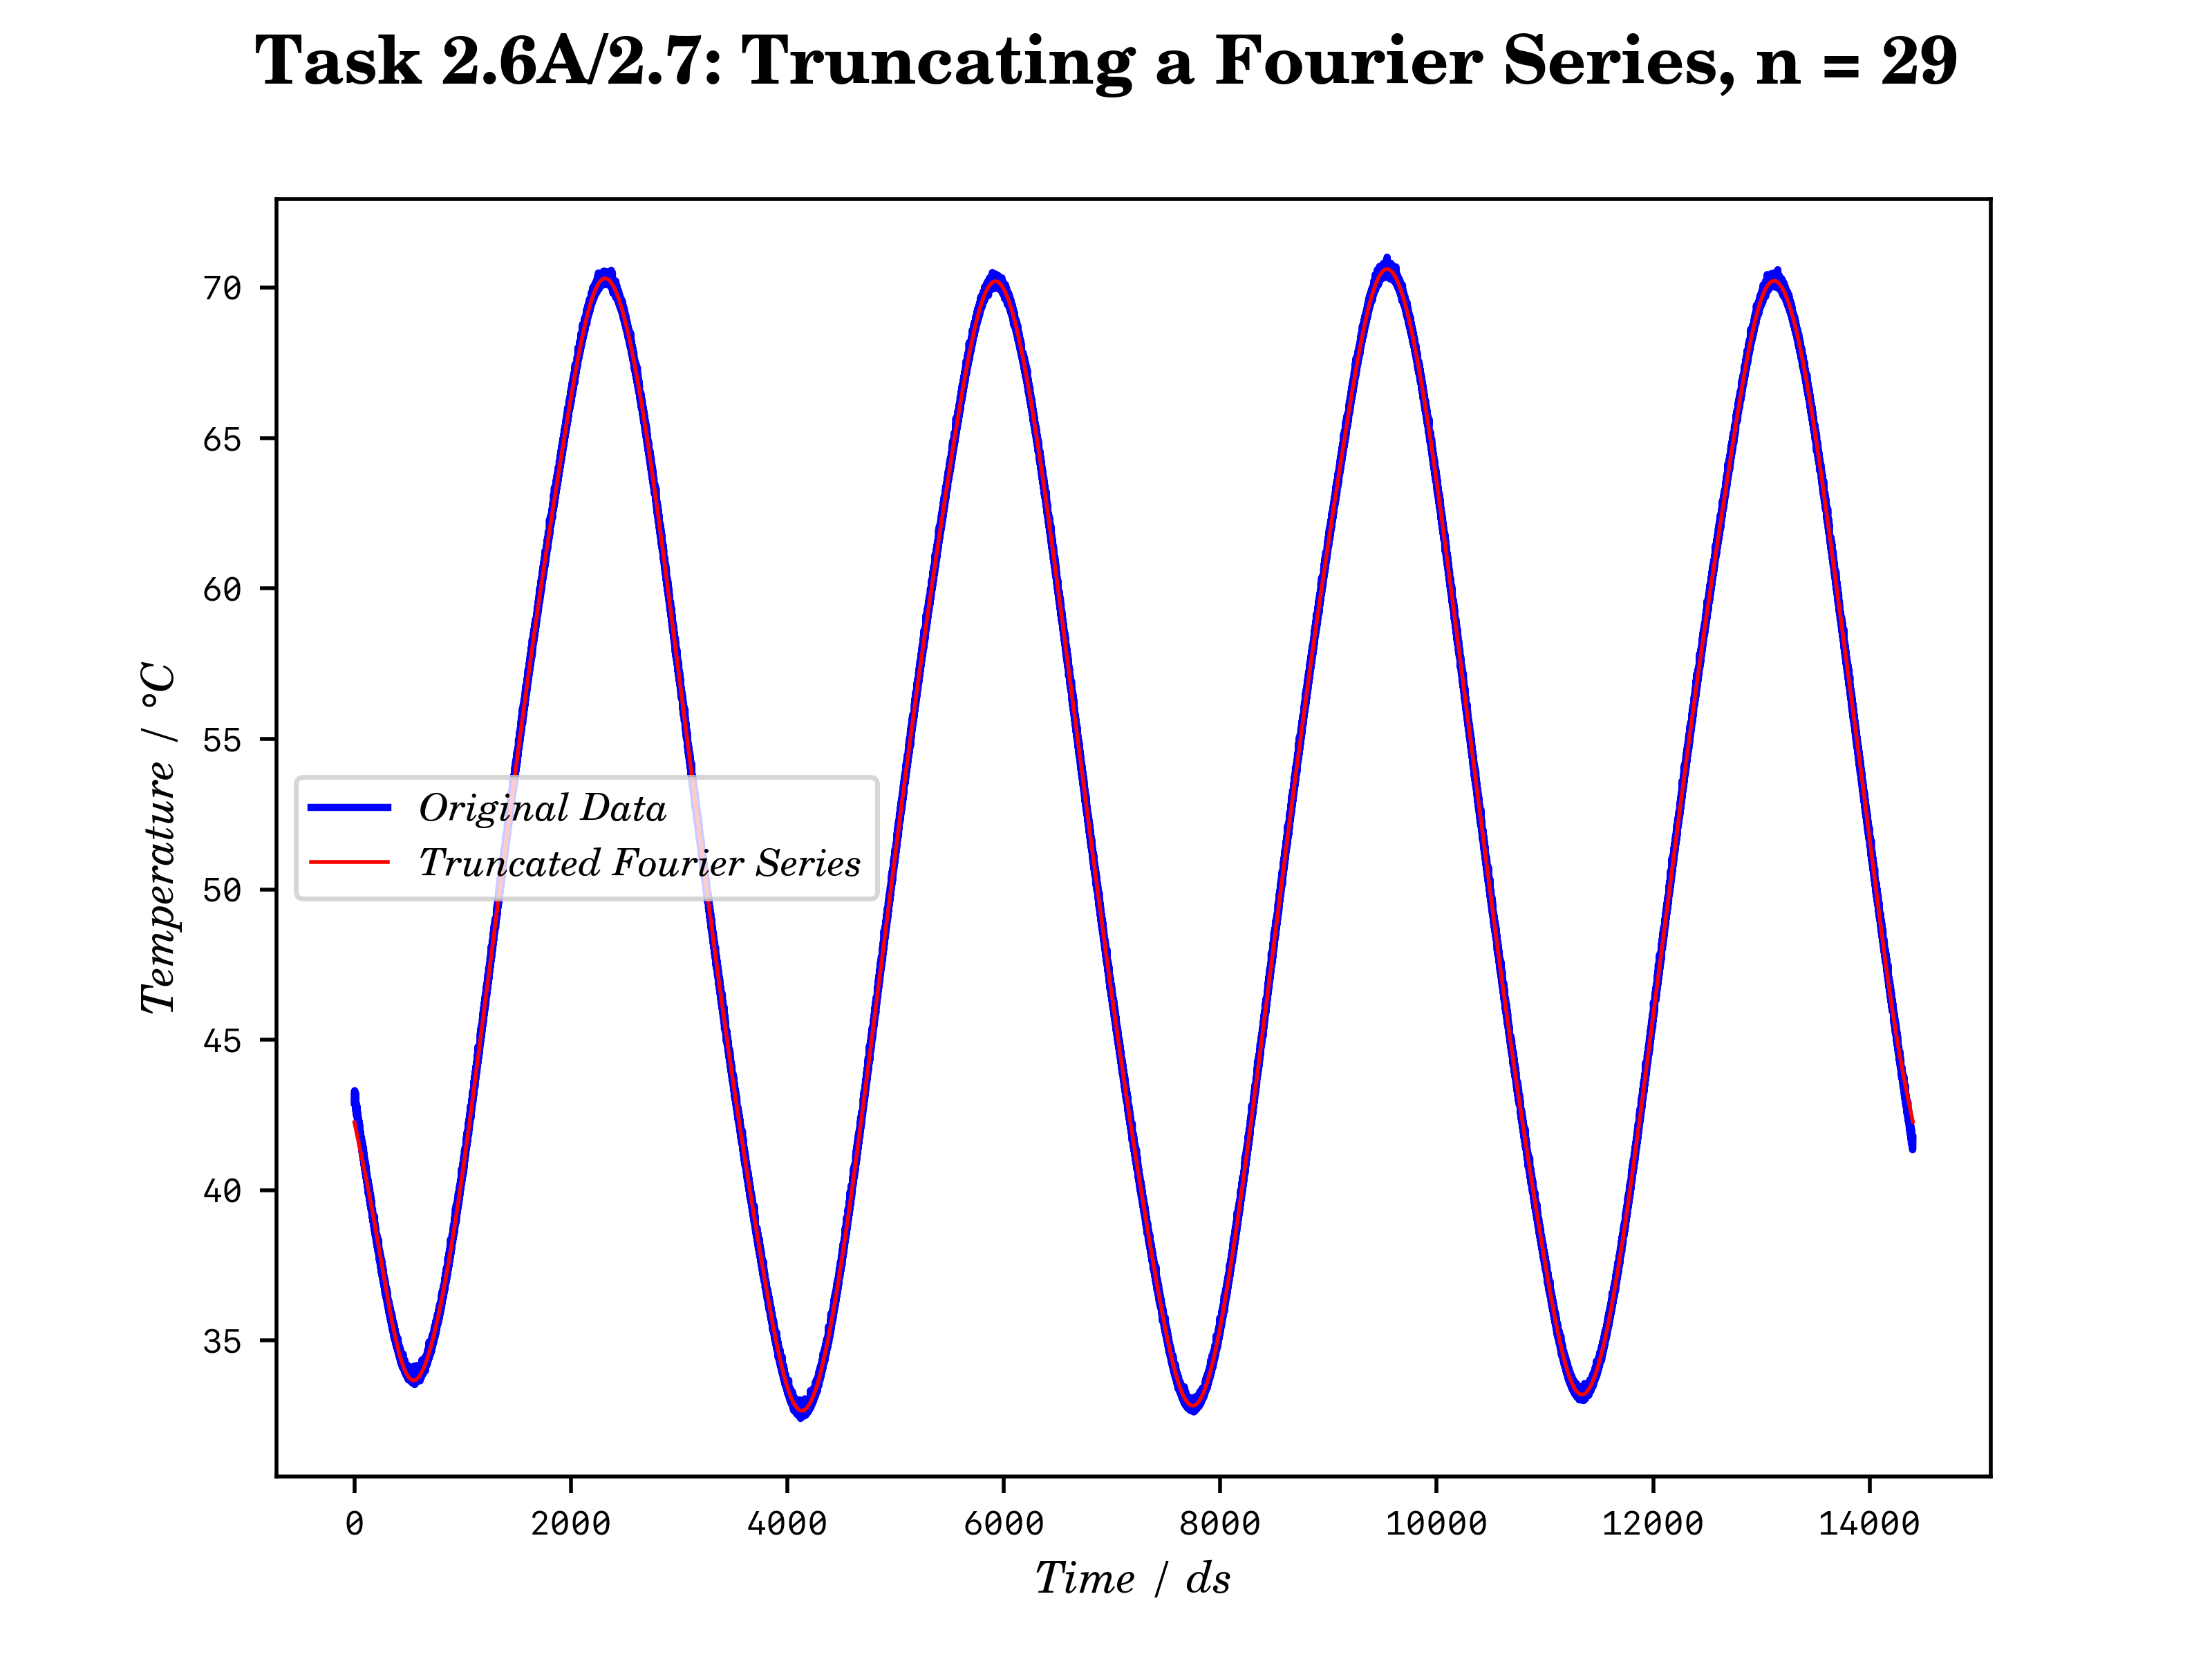 Task 2.6A/2.7: Truncating a Fourier Series, n = 29
70
65
60
55
50
45
40
35
Temperature / °C
Original Data
Truncated Fourier Series
0 2000 4000 6000 8000 10000 12000 14000
Time / ds